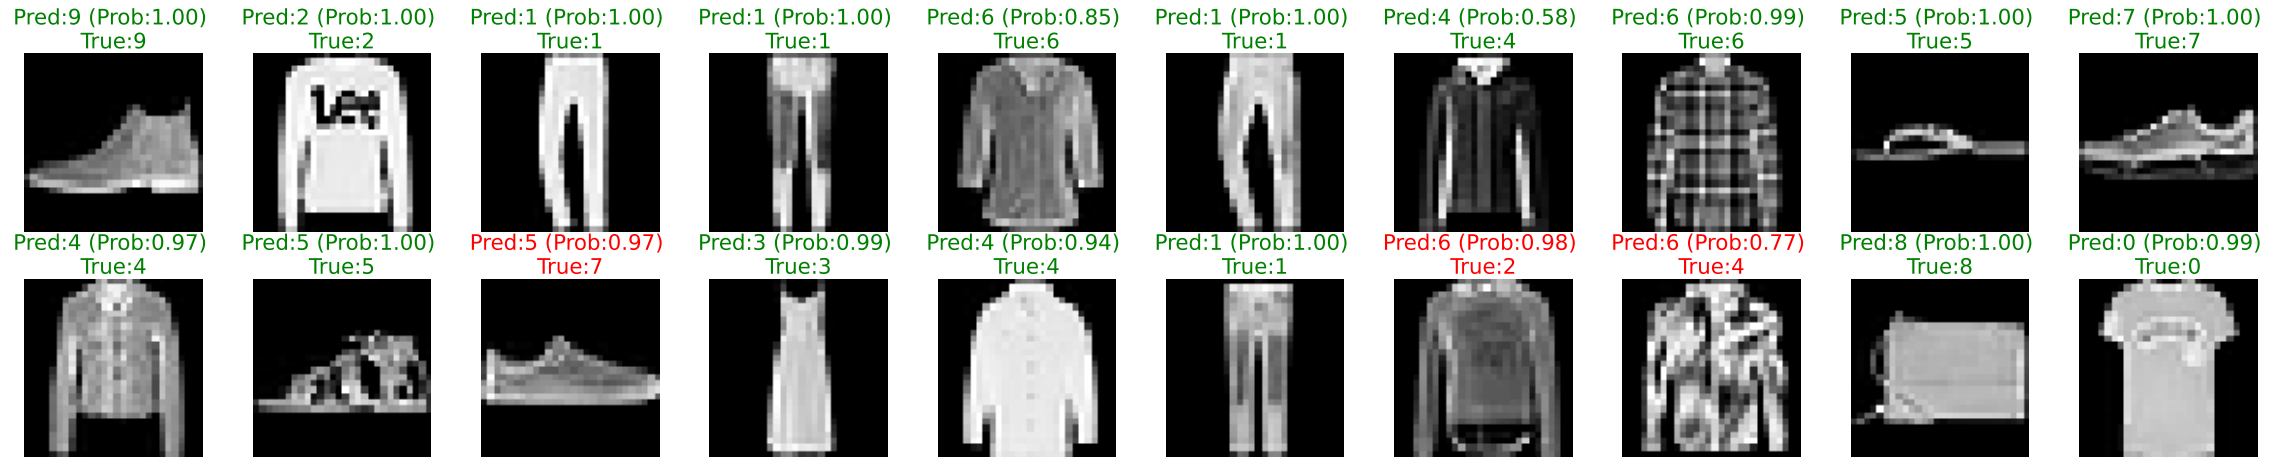 Pred:9 (Prob:1.00) Pred:2 (Prob:1.00) Pred:1 (Prob:1.00) Pred:1 (Prob:1.00) Pred:6 (Prob:0.85) Pred:1 (Prob:1.00) Pred:4 (Prob:0.58) Pred:6 (Prob:0.99) Pred:5 (Prob:1.00) Pred:7 (Prob:1.00)
True:9 True:2 True:1 True:1 True:6 True:1 True:4 True:6 True:5 True:7
Lee
Pred:4 (Prob:0.97) Pred:5 (Prob:1.00) Pred:5 (Prob:0.97) Pred:3 (Prob:0.99) Pred:4 (Prob:0.94) Pred:1 (Prob:1.00) Pred:6 (Prob:0.98) Pred:6 (Prob:0.77) Pred:8 (Prob:1.00) Pred:0 (Prob:0.99)
True:4 True:5 True:7 True:3 True:4 True:1 True:2 True:4 True:8 True:0